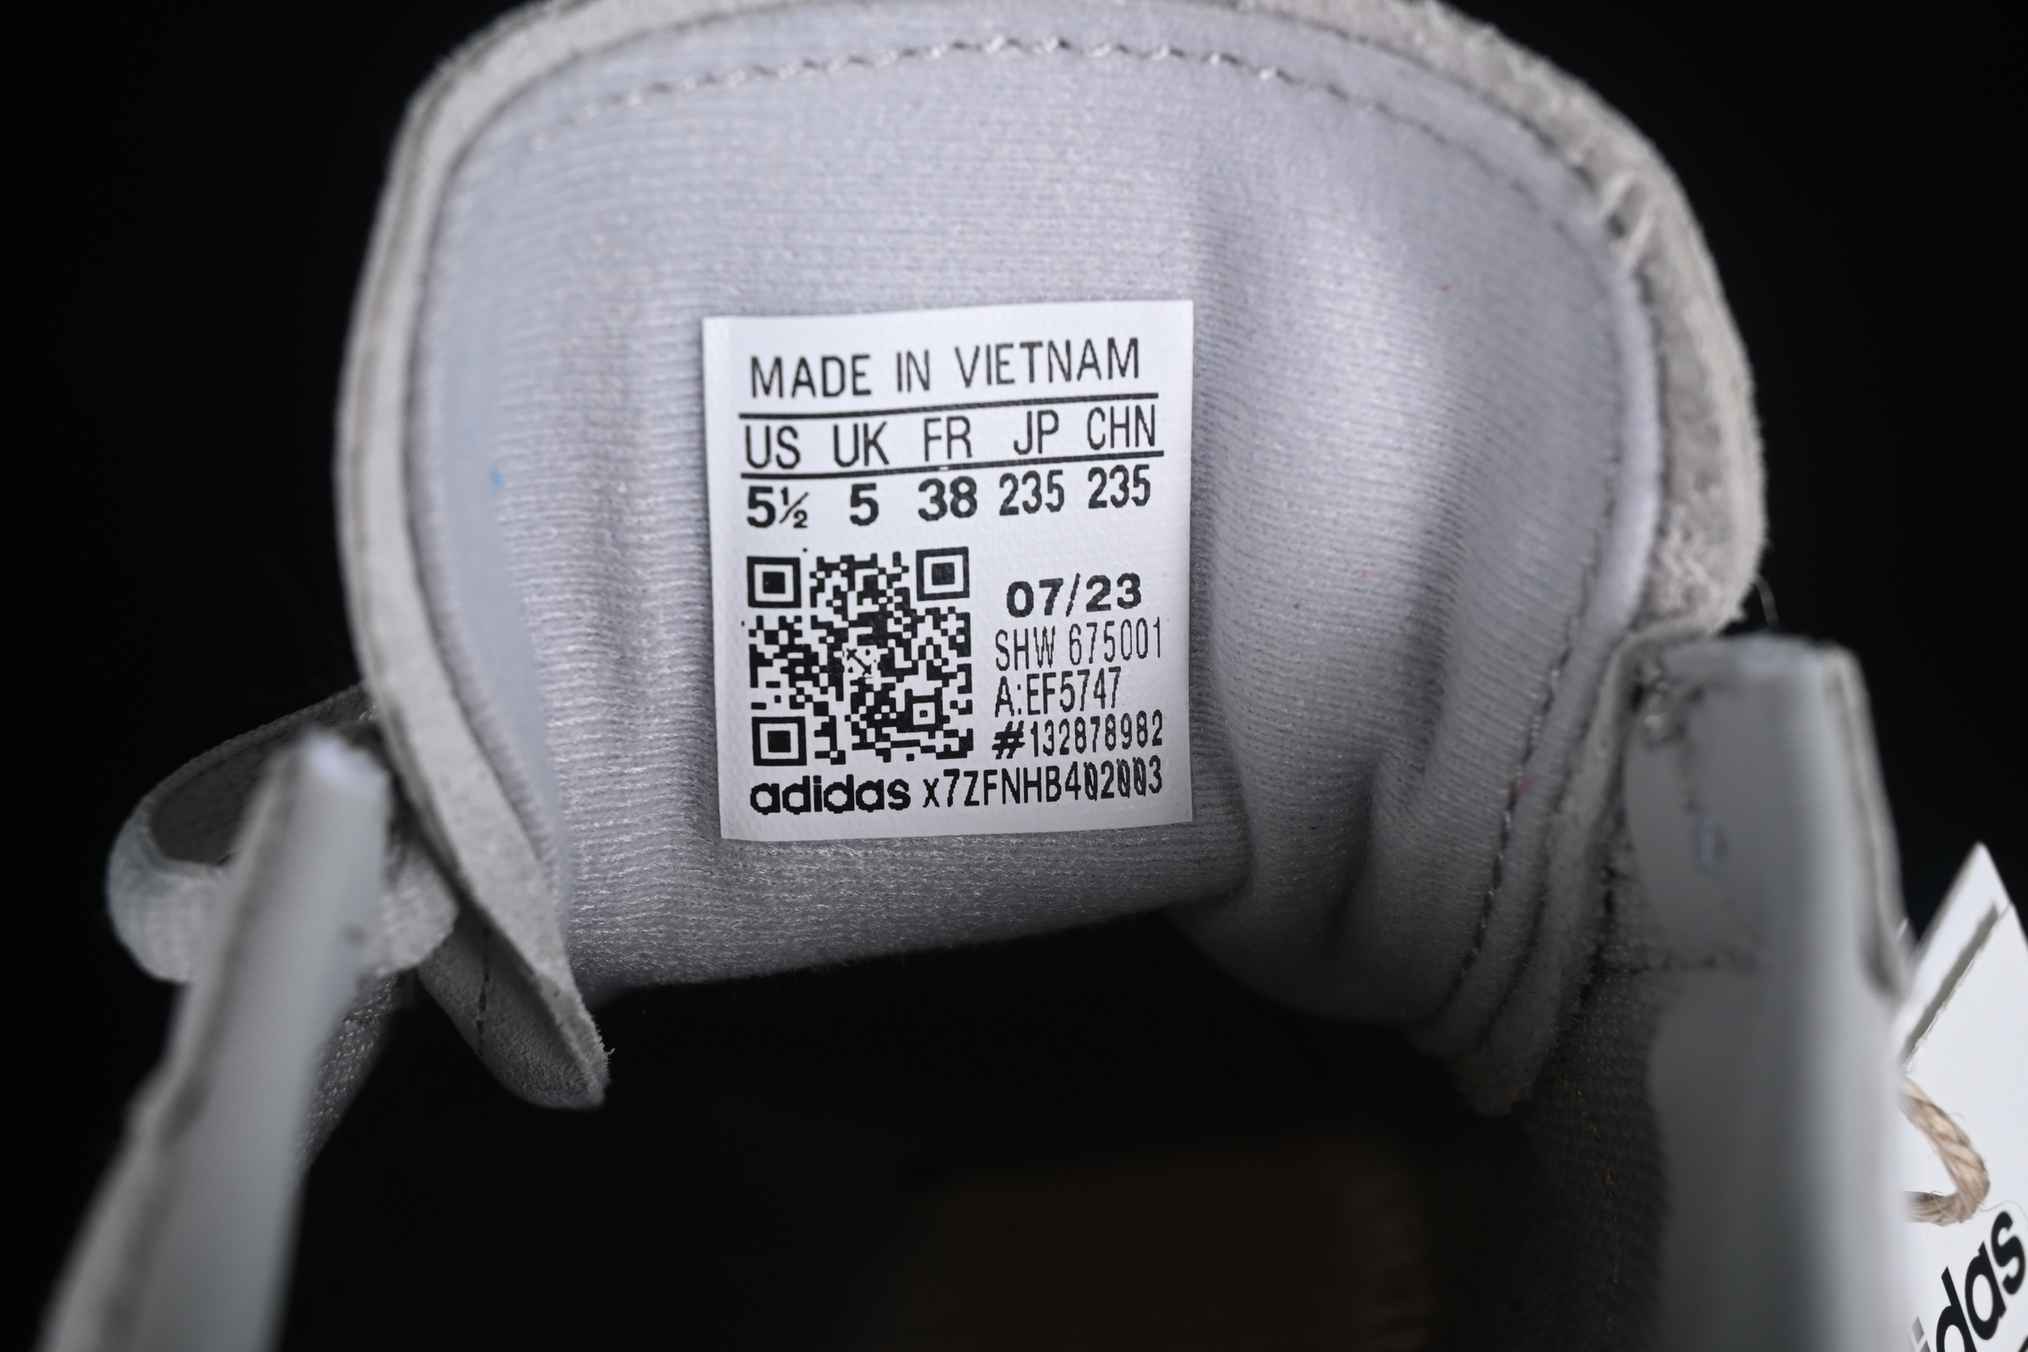 MADE IN VIETNAM
US UK FR JP CHN
5½ 5 38 235 235
07/23
SHW 675001
A:EF5747
#132878982
adidas x7ZFNHB402003